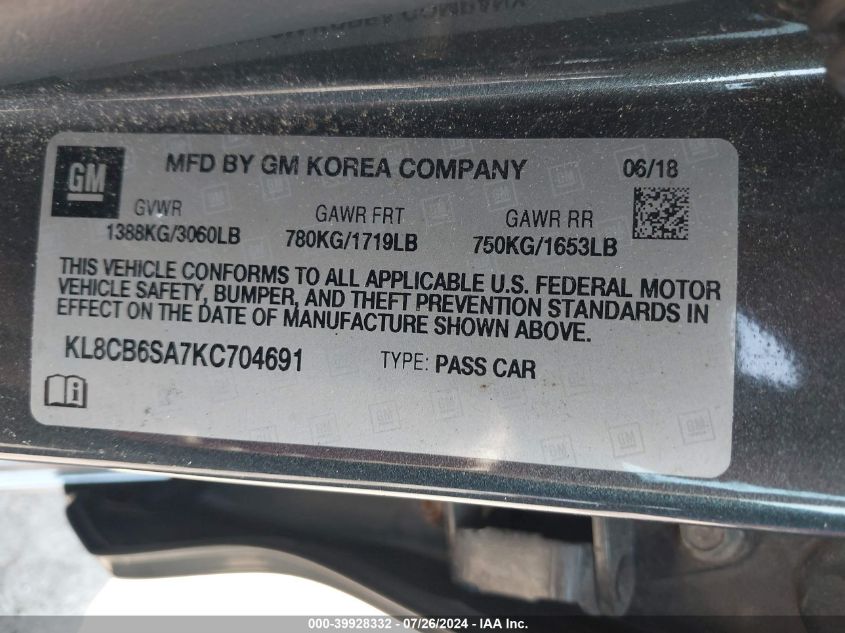 GM MFD BY GM KOREA COMPANY 06/18
GVWR GAWR FRT GAWR RR
1388KG/3060LB 780KG/1719LB 750KG/1653LB
THIS VEHICLE CONFORMS TO ALL APPLICABLE U.S. FEDERAL MOTOR
VEHICLE SAFETY, BUMPER, AND THEFT PREVENTION STANDARDS IN
EFFECT ON THE DATE OF MANUFACTURE SHOWN ABOVE.
KL8CB6SA7KC704691 TYPE: PASS CAR
000-39928332 - 07/26/2024 - IAA Inc.